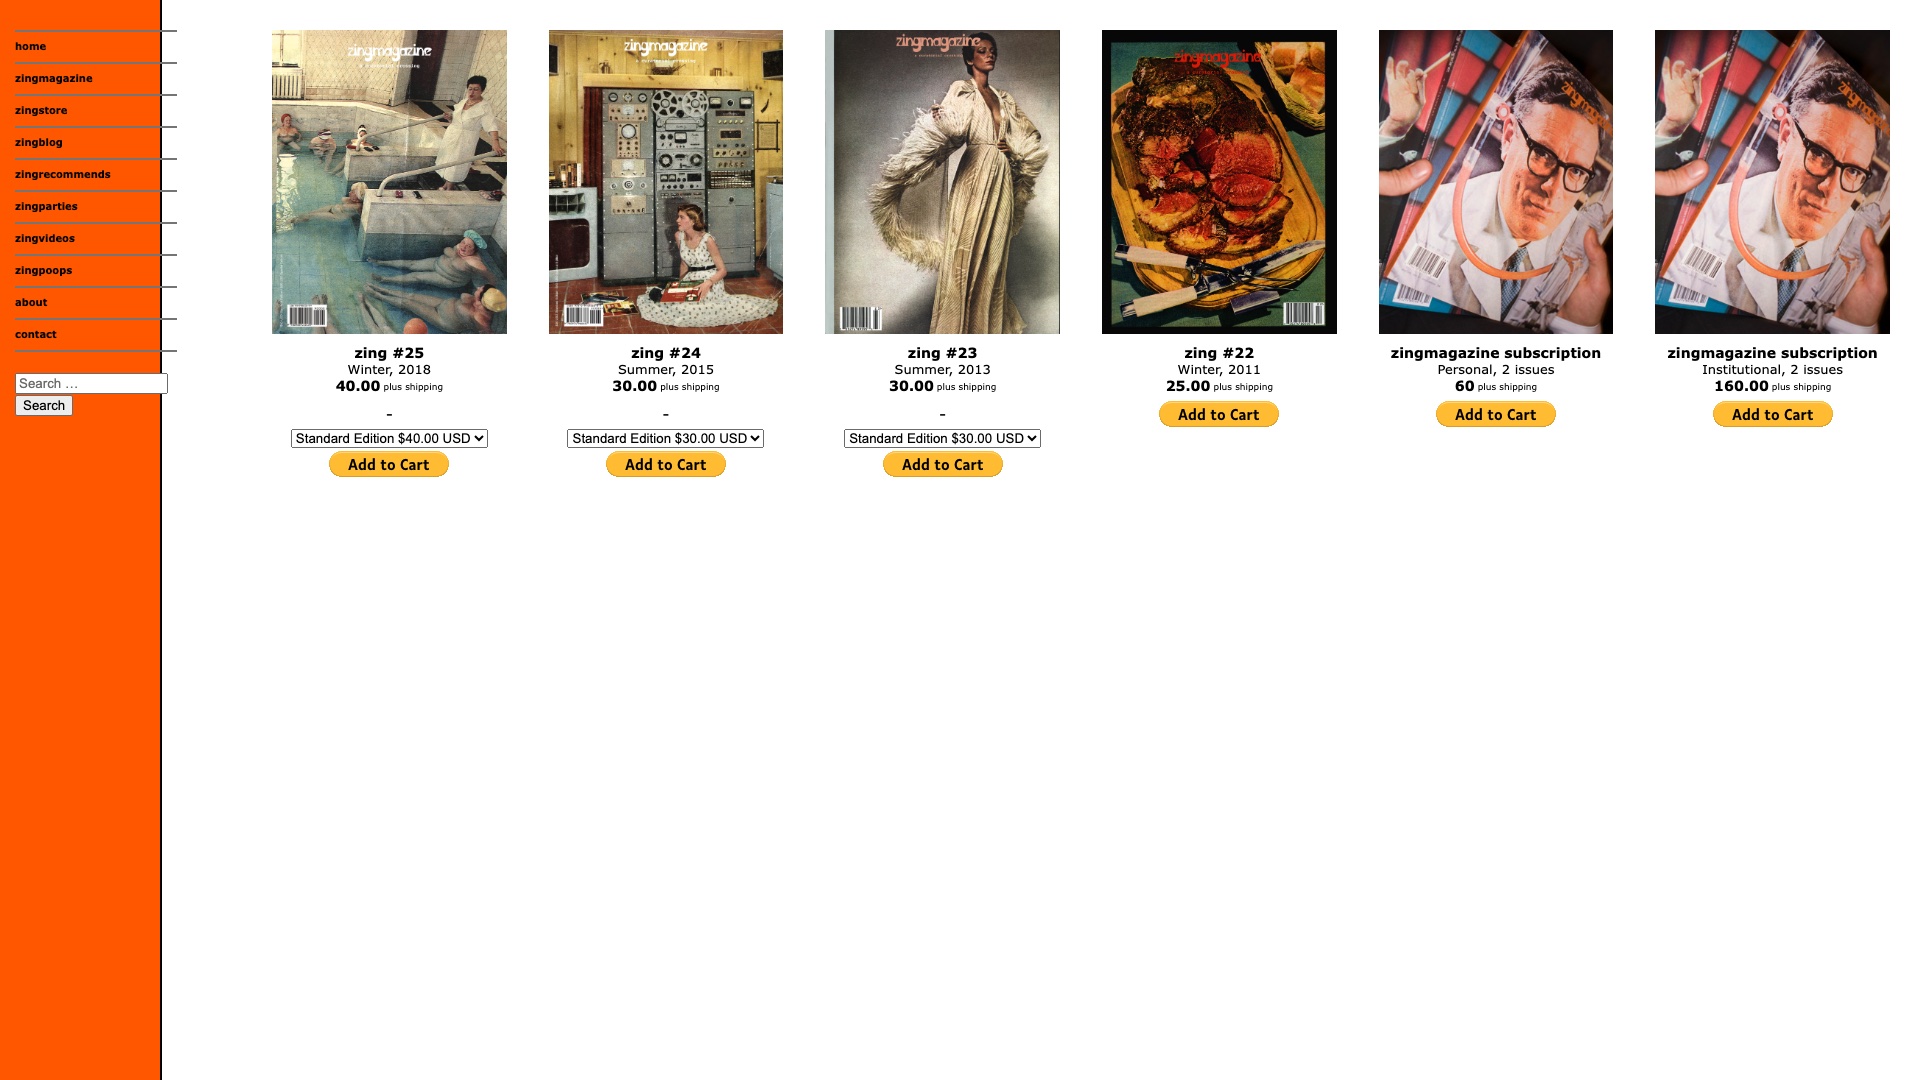 home
zingmagazine
zingstore
zingblog
zingrecommends
zingparties
zingvideos
zingpoops
about
contact
Search …
Search
zingmagazine
zing #25
Winter, 2018
40.00 plus shipping
-
Standard Edition $40.00 USD
Add to Cart
zingmagazine
zing #24
Summer, 2015
30.00 plus shipping
-
Standard Edition $30.00 USD
Add to Cart
zingmagazine
zing #23
Summer, 2013
30.00 plus shipping
-
Standard Edition $30.00 USD
Add to Cart
zingmagazine
zing #22
Winter, 2011
25.00 plus shipping
Add to Cart
zingmagazine subscription
Personal, 2 issues
60 plus shipping
Add to Cart
zingmagazine subscription
Institutional, 2 issues
160.00 plus shipping
Add to Cart